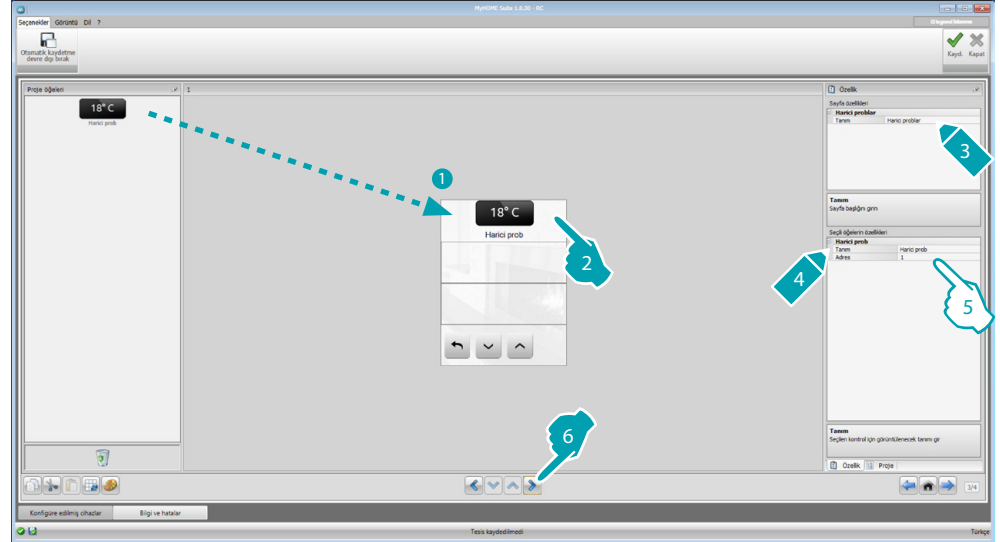 MyHOME Suite 1.0.30 - RC
Seçenekler Görüntü Dil ?
Otomatik kaydetme
devre dışı bırak
Kayd. Kapat
Proje öğeleri
1
Özellik
18° C
Harici prob
1
18° C
Harici prob
2
Sayfa özellikleri
Harici problar
Tanım Harici problar
3
Tanım
Sayfa başlığını girin
Seçili öğelerin özellikleri
Harici prob
Tanım Harici prob
Adres 1
4
5
6
Tanım
Seçilen kontrol için görüntülenecek tanımı gir
Özellik Proje
3/4
Konfigüre edilmiş cihazlar Bilgi ve hatalar
Tesis kaydedilmedi Türkçe